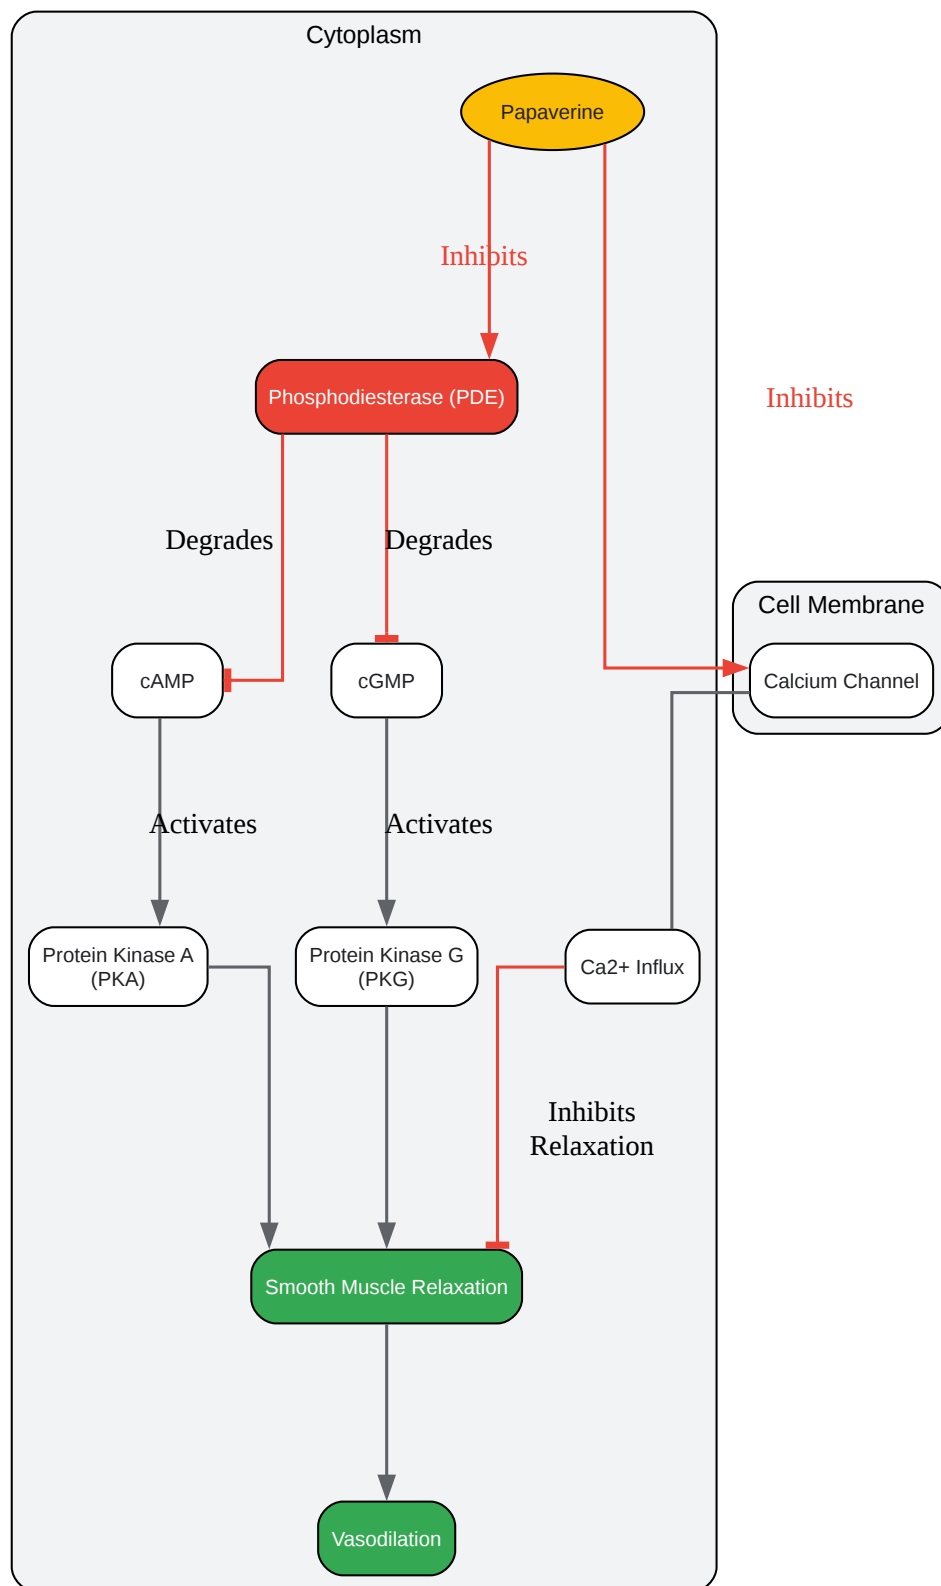 Cytoplasm
Papaverine
Inhibits
Phosphodiesterase (PDE)
Inhibits
Degrades
Degrades
Cell Membrane
cAMP
cGMP
Calcium Channel
Activates
Activates
Protein Kinase A
(PKA)
Protein Kinase G
(PKG)
Ca2+ Influx
Inhibits
Relaxation
Smooth Muscle Relaxation
Vasodilation